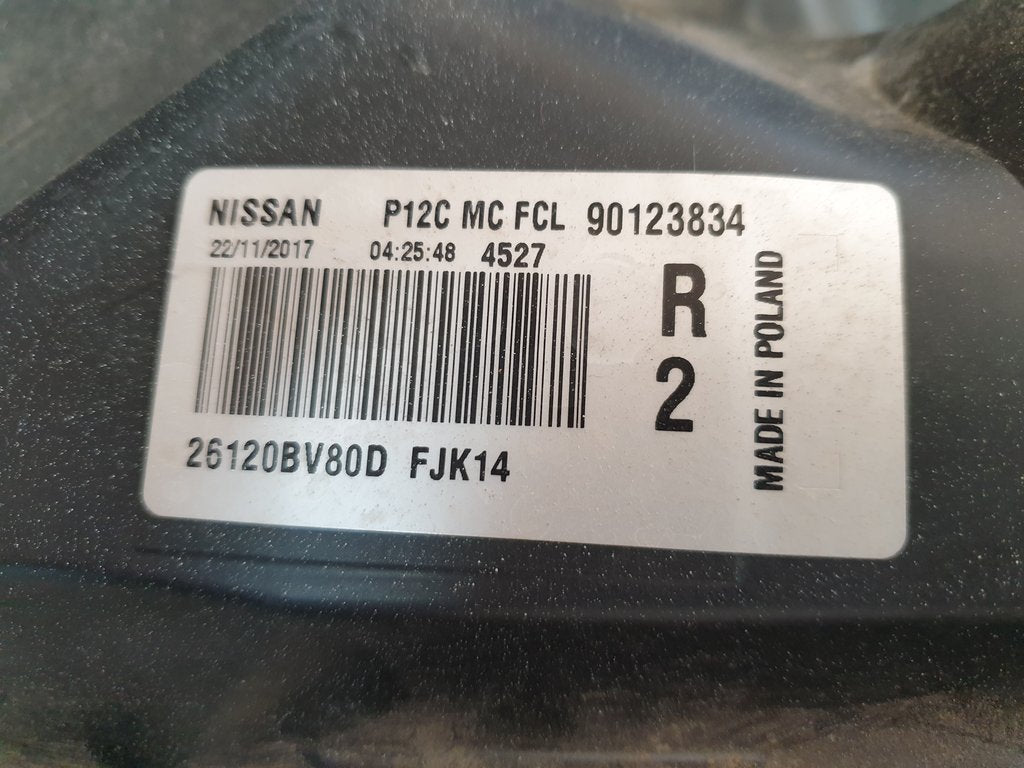 NISSAN P12C MC FCL 90123834
22/11/2017 04:25:48 4527
R
2
MADE IN POLAND
26120BV80D FJK14